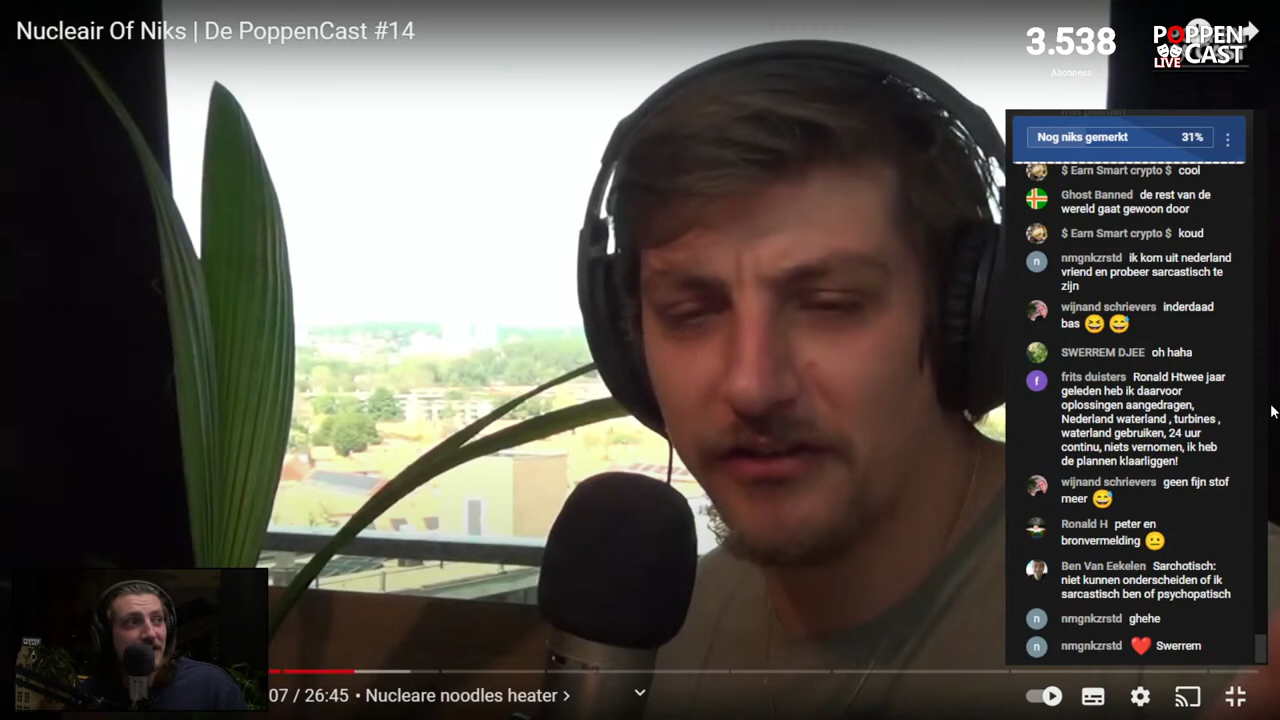 Nucleair Of Niks | De PoppenCast #14
3.538
Abonnees
POPPEN
LIVE CAST
Nog niks gemerkt 31%
$ Earn Smart crypto $ cool
Ghost Banned de rest van de
wereld gaat gewoon door
$ Earn Smart crypto $ koud
n nmgnkzrstd ik kom uit nederland
vriend en probeer sarcastisch te
zijn
wijnand schrievers inderdaad
bas 😆 😅
SWERREM DJEE oh haha
f frits duisters Ronald Htwee jaar
geleden heb ik daarvoor
oplossingen aangedragen,
Nederland waterland , turbines ,
waterland gebruiken, 24 uur
continu, niets vernomen, ik heb
de plannen klaarliggen!
wijnand schrievers geen fijn stof
meer 😅
Ronald H peter en
bronvermelding 😐
Ben Van Eekelen Sarchotisch:
niet kunnen onderscheiden of ik
sarcastisch ben of psychopatisch
n nmgnkzrstd ghehe
n nmgnkzrstd ❤️ Swerrem
07 / 26:45 • Nucleare noodles heater >